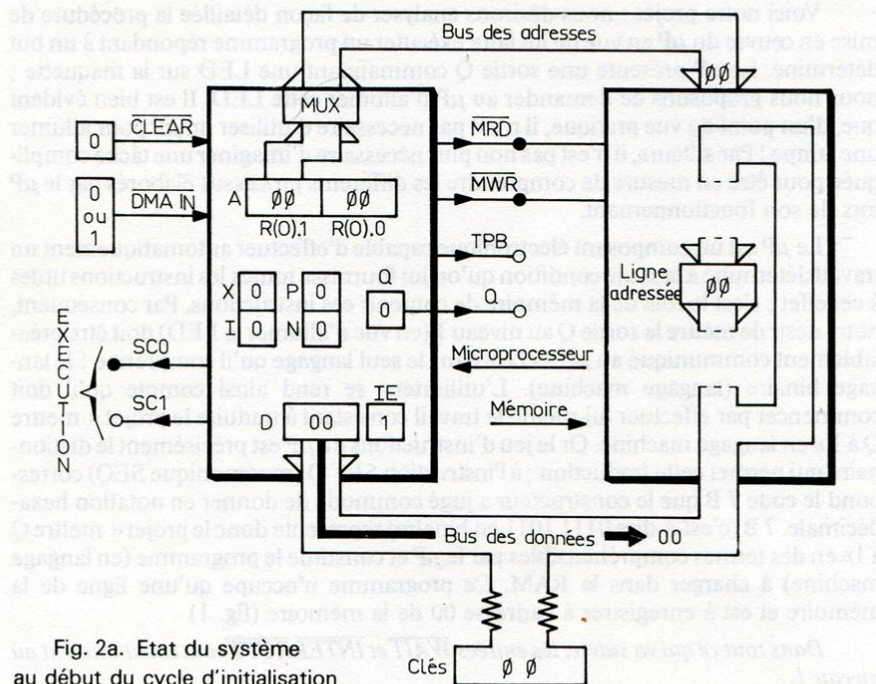 Bus des adresses
ØØ
MUX
CLEAR
0
0
ou
1
DMA IN
MRD
MWR
A ØØ ØØ
R(0).1 R(0).0
TPB
Q
X P Q
0 0 0
I 0 N 0
Ligne
adressée
ØØ
EXECUTION
SC0
SC1
Microprocesseur
Mémoire
IE
D 00 1
Bus des données
00
Clés ØØ
Fig. 2a. Etat du système
au début du cycle d'initialisation